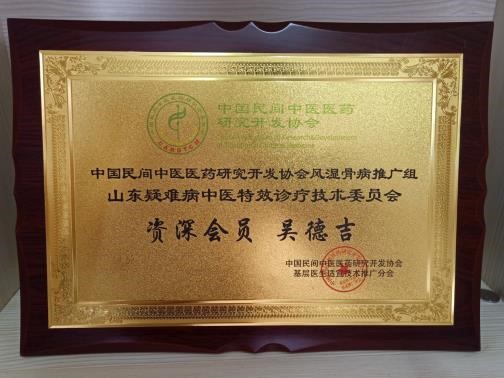 中国民间中医医药
研究开发协会
中国民间中医医药研究开发协会风湿骨病推广组
山东疑难病中医特效诊疗技术委员会
资深会员 吴德吉
中国民间中医医药研究开发协会
基层医生适宜技术推广分会